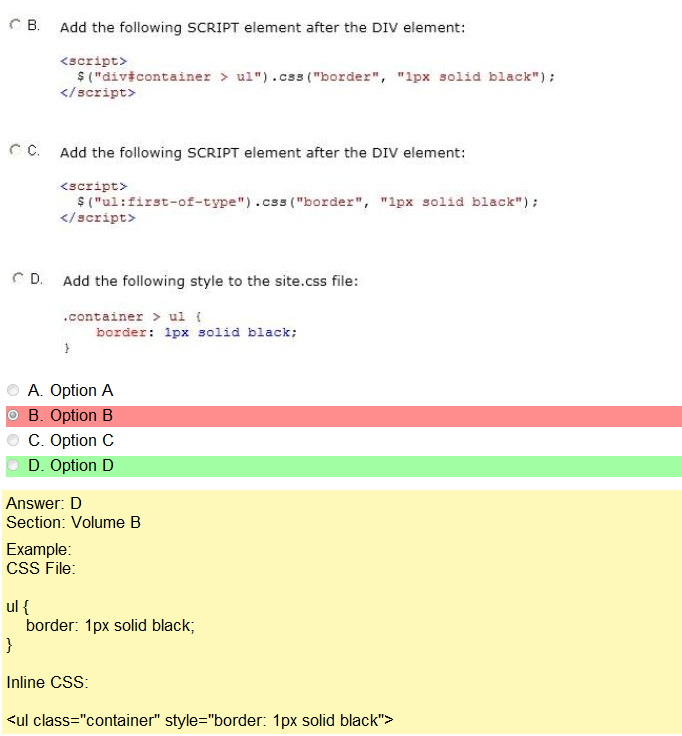 B. Add the following SCRIPT element after the DIV element:
<script>
$("div#container > ul").css("border", "1px solid black");
</script>
C. Add the following SCRIPT element after the DIV element:
<script>
$("ul:first-of-type").css("border", "1px solid black");
</script>
D. Add the following style to the site.css file:
.container > ul {
border: 1px solid black;
}
A. Option A
B. Option B
C. Option C
D. Option D
Answer: D
Section: Volume B
Example:
CSS File:
ul {
border: 1px solid black;
}
Inline CSS:
<ul class="container" style="border: 1px solid black">